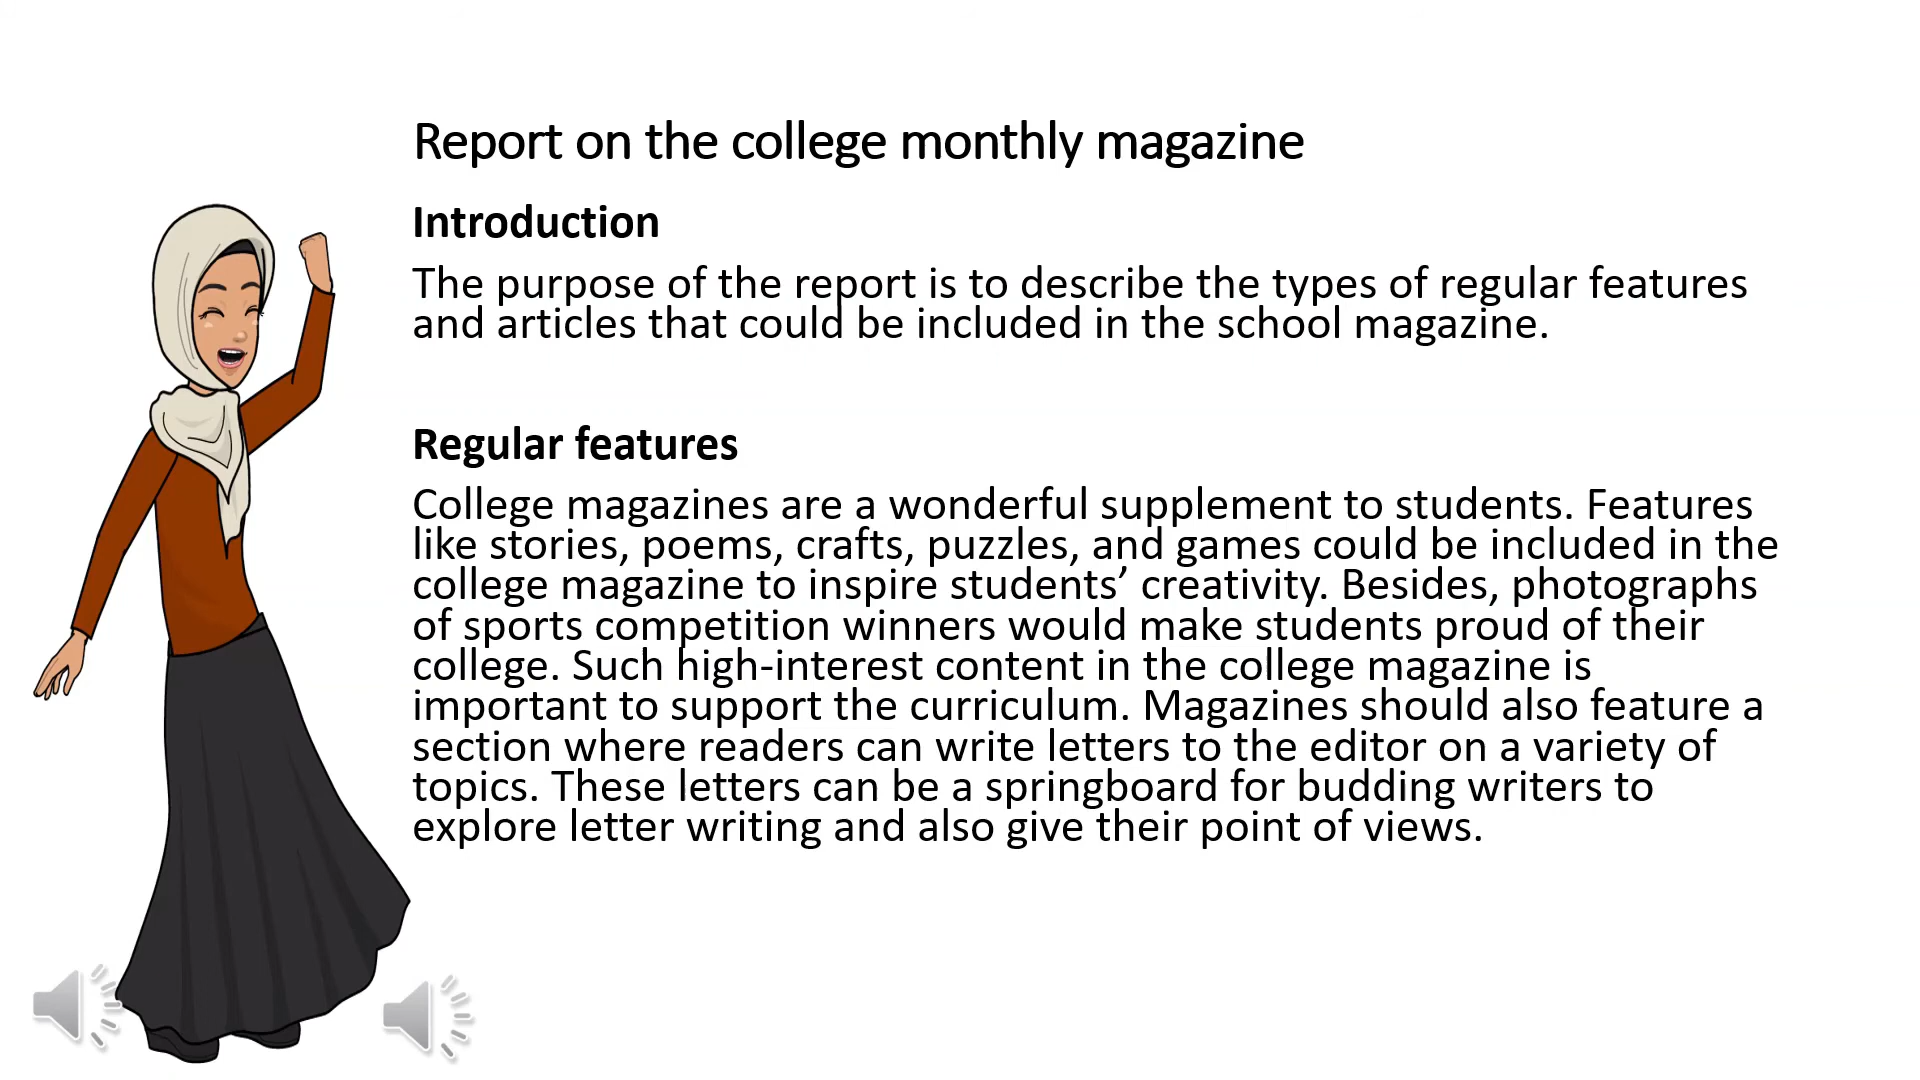 Report on the college monthly magazine
Introduction
The purpose of the report is to describe the types of regular features
and articles that could be included in the school magazine.
Regular features
College magazines are a wonderful supplement to students. Features
like stories, poems, crafts, puzzles, and games could be included in the
college magazine to inspire students’ creativity. Besides, photographs
of sports competition winners would make students proud of their
college. Such high-interest content in the college magazine is
important to support the curriculum. Magazines should also feature a
section where readers can write letters to the editor on a variety of
topics. These letters can be a springboard for budding writers to
explore letter writing and also give their point of views.